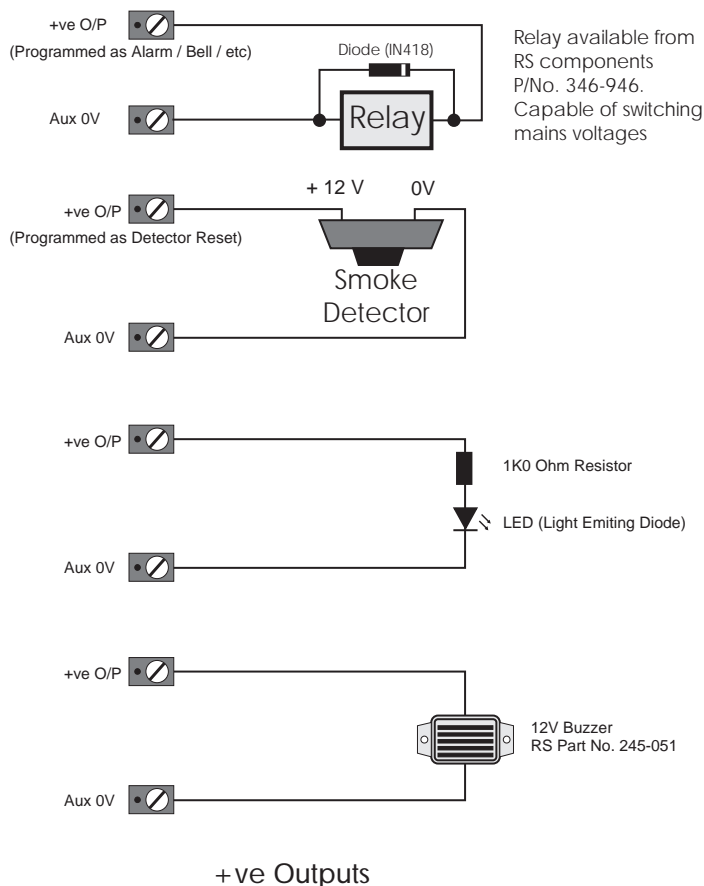 +ve O/P
(Programmed as Alarm / Bell / etc)
Diode (IN418)
Relay
Aux 0V
Relay available from
RS components
P/No. 346-946.
Capable of switching
mains voltages
+ 12 V 0V
+ve O/P
(Programmed as Detector Reset)
Smoke
Detector
Aux 0V
+ve O/P
1K0 Ohm Resistor
LED (Light Emiting Diode)
Aux 0V
+ve O/P
12V Buzzer
RS Part No. 245-051
Aux 0V
+ve Outputs